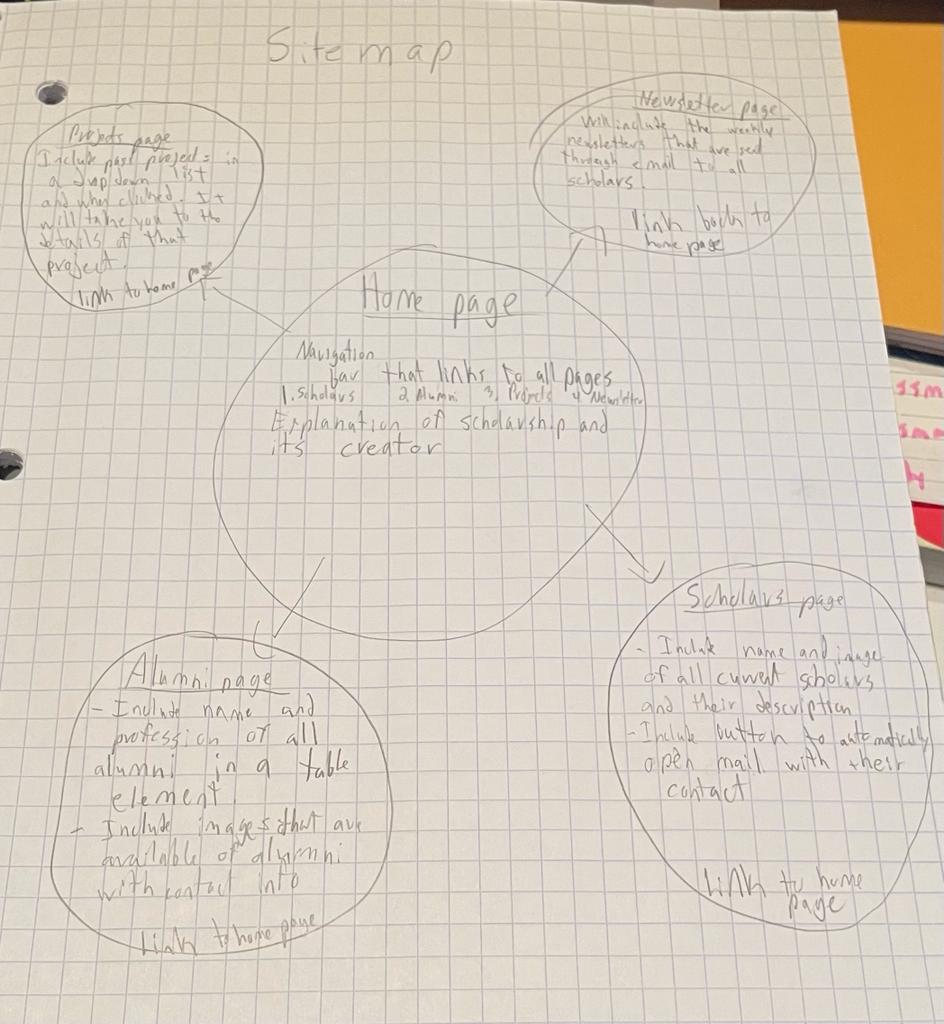 Sitemap
Projects page
Include past projects in
a drop down list
and when clicked. It
will take you to the
details of that
project.
link to home page
Newsletter page
Will include the weekly
newsletters that are sed
through email to all
scholars.
link back to
home page
Home page
Navigation
bar that links to all pages
1. Scholars 2. Alumni 3. Projects 4. Newsletter
Explanation of scholarship and
its creator
Alumni page
- Include name and
profession of all
alumni in a table
element
- Include images that are
available of alumni
with contact info
Link to home page
Scholars page
- Include name and image
of all current scholars
and their description
- Include button to automatically
open mail with their
contact
Link to home
page